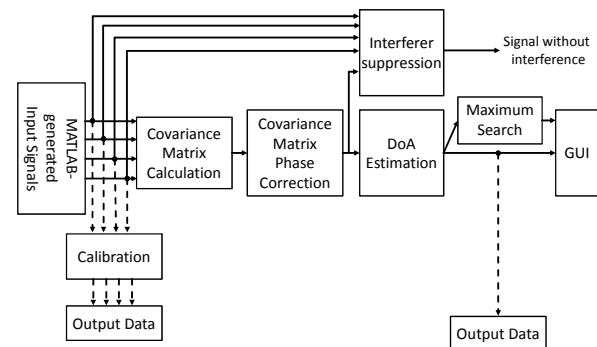 MATLAB-
generated
Input Signals
Covariance
Matrix
Calculation
Covariance
Matrix
Phase
Correction
Interferer
suppression
Signal without
interference
DoA
Estimation
Maximum
Search
GUI
Calibration
Output Data
Output Data